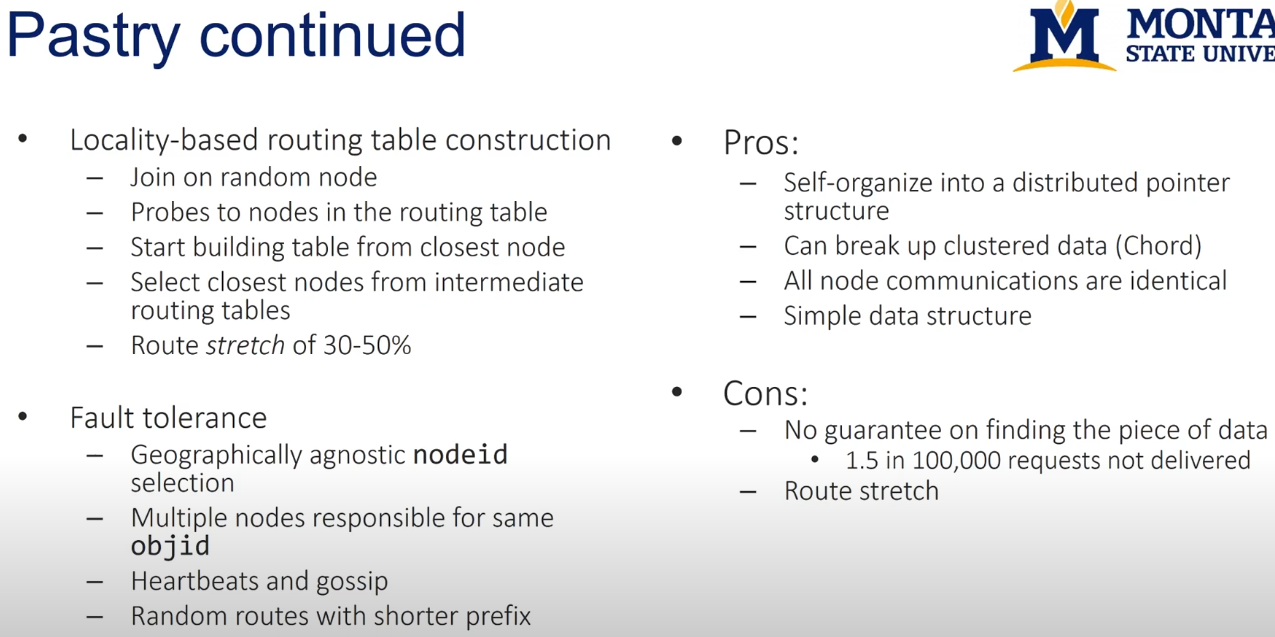 Pastry continued
MONTA
STATE UNIVE
• Locality-based routing table construction
– Join on random node
– Probes to nodes in the routing table
– Start building table from closest node
– Select closest nodes from intermediate
routing tables
– Route stretch of 30-50%
• Fault tolerance
– Geographically agnostic nodeid
selection
– Multiple nodes responsible for same
objid
– Heartbeats and gossip
– Random routes with shorter prefix
• Pros:
– Self-organize into a distributed pointer
structure
– Can break up clustered data (Chord)
– All node communications are identical
– Simple data structure
• Cons:
– No guarantee on finding the piece of data
• 1.5 in 100,000 requests not delivered
– Route stretch